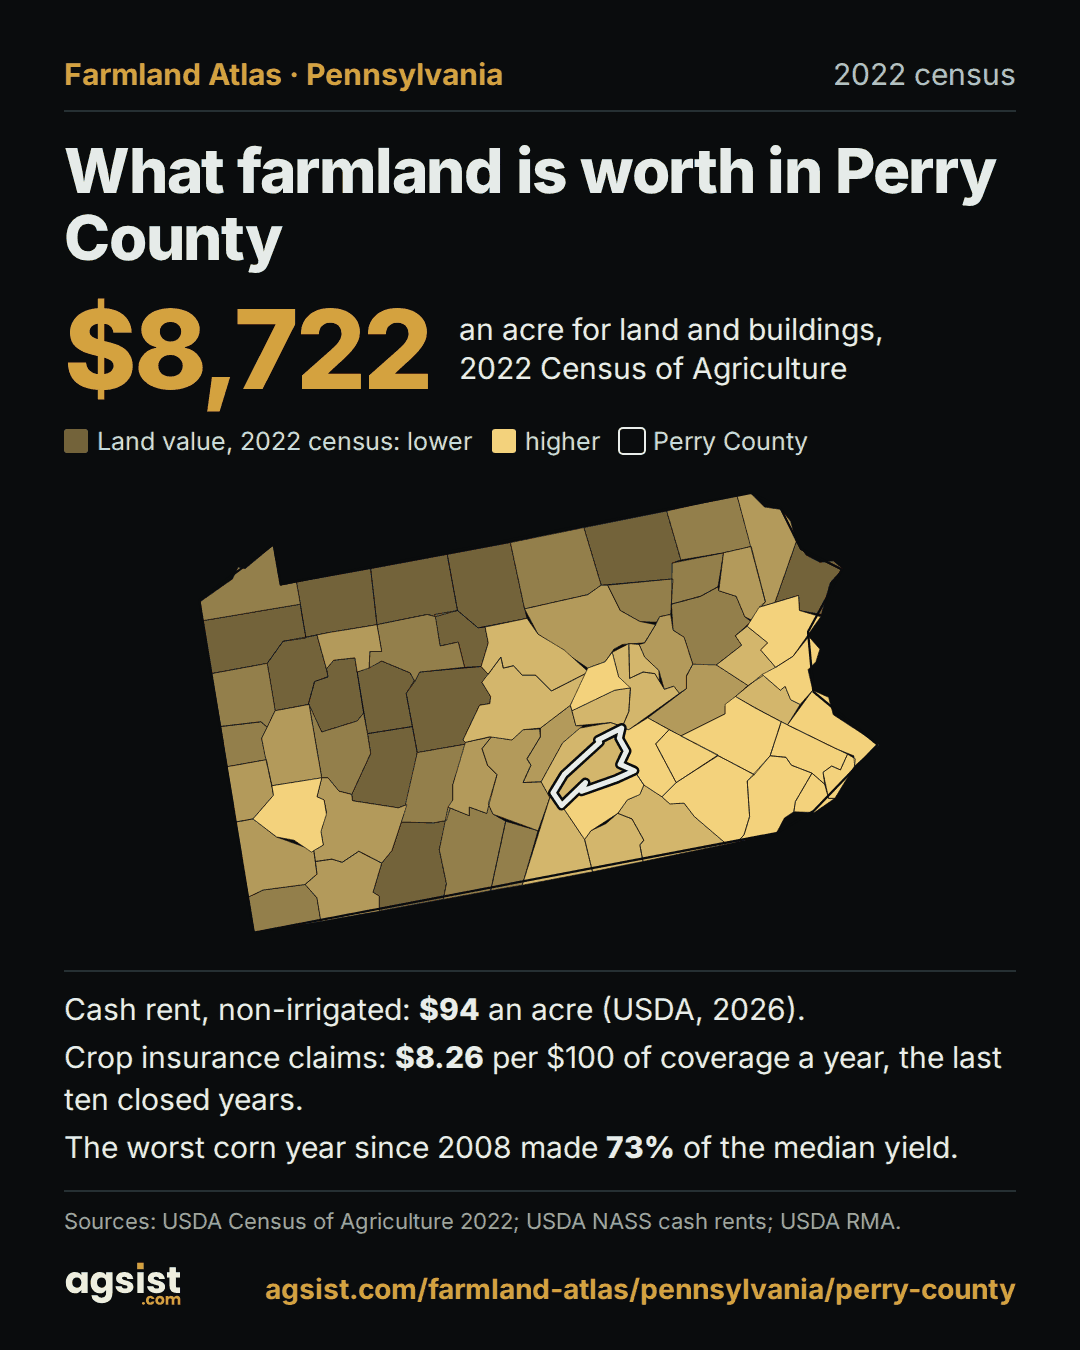 Farmland Atlas · Pennsylvania
2022 census
What farmland is worth in Perry
County
$8,722
an acre for land and buildings,
2022 Census of Agriculture
Land value, 2022 census: lower
higher
Perry County
Cash rent, non-irrigated: $94 an acre (USDA, 2026).
Crop insurance claims: $8.26 per $100 of coverage a year, the last
ten closed years.
The worst corn year since 2008 made 73% of the median yield.
Sources: USDA Census of Agriculture 2022; USDA NASS cash rents; USDA RMA.
agsist
.com
agsist.com/farmland-atlas/pennsylvania/perry-county